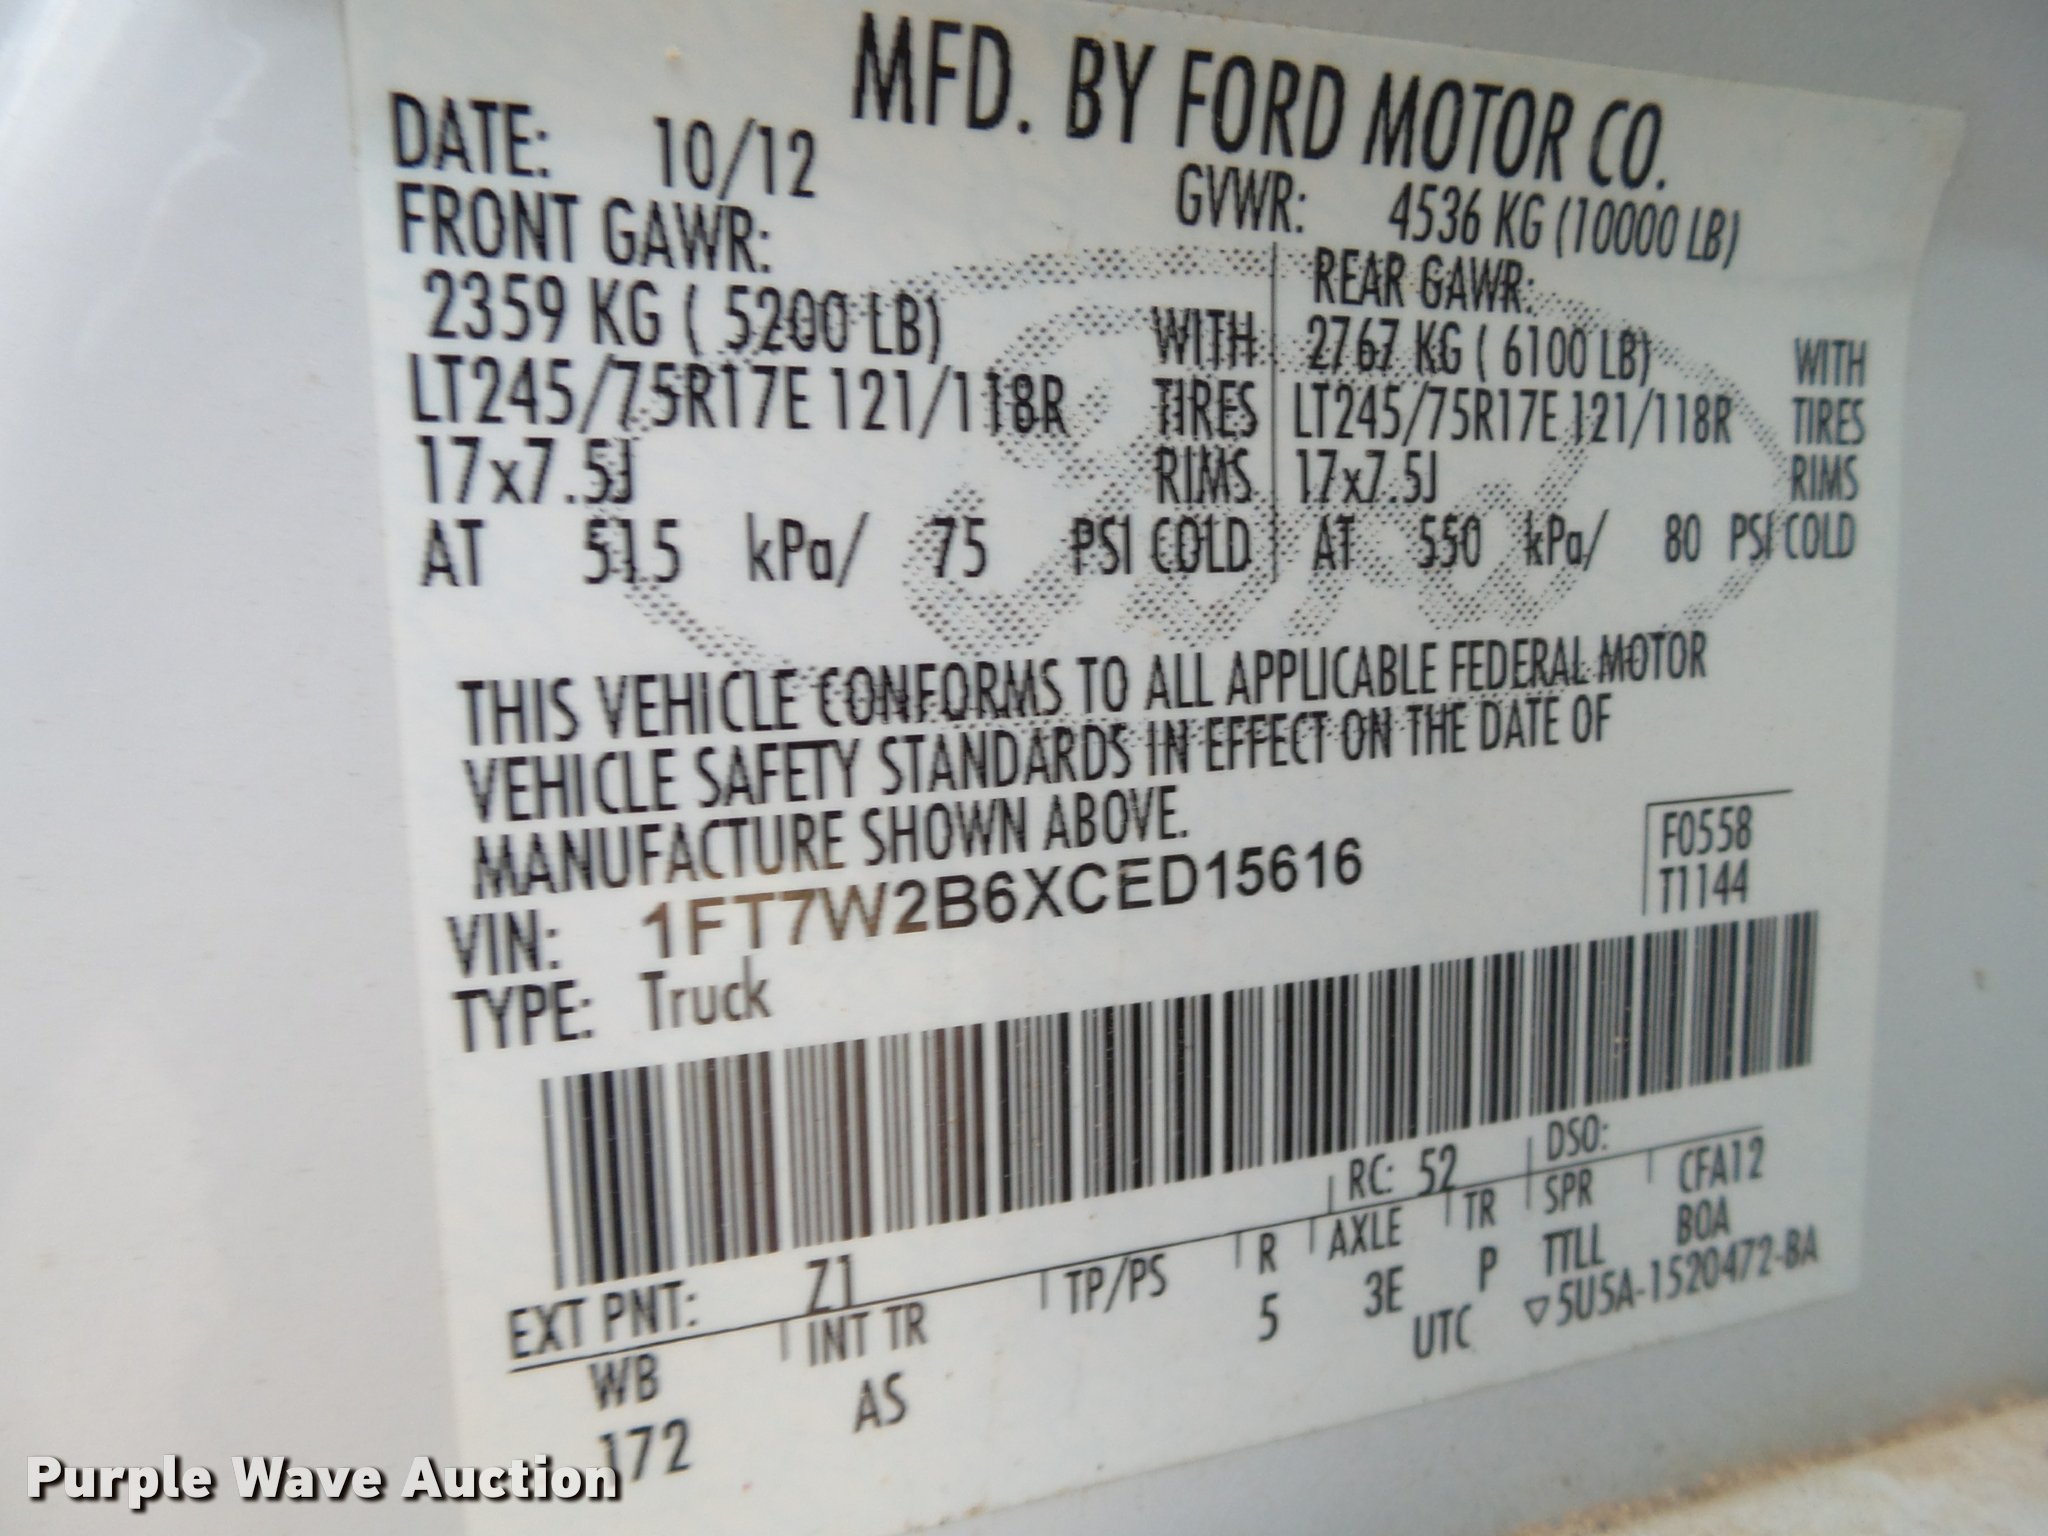 MFD. BY FORD MOTOR CO.
DATE: 10/12 GVWR: 4536 KG (10000 LB)
FRONT GAWR: REAR GAWR:
2359 KG ( 5200 LB) WITH 2767 KG ( 6100 LB) WITH
LT245/75R17E 121/118R TIRES LT245/75R17E 121/118R TIRES
17x7.5J RIMS 17x7.5J RIMS
AT 515 kPa/ 75 PSI COLD AT 550 kPa/ 80 PSI COLD
THIS VEHICLE CONFORMS TO ALL APPLICABLE FEDERAL MOTOR
VEHICLE SAFETY STANDARDS IN EFFECT ON THE DATE OF
MANUFACTURE SHOWN ABOVE.
VIN: 1FT7W2B6XCED15616 F0558
TYPE: Truck T1144
EXT PNT: Z1 RC: 52 DSO:
WB INT TR TP/PS R AXLE TR SPR CFA12
172 AS 5 3E P TTLL BOA
UTC ▽5U5A-1520472-BA
Purple Wave Auction
Ford